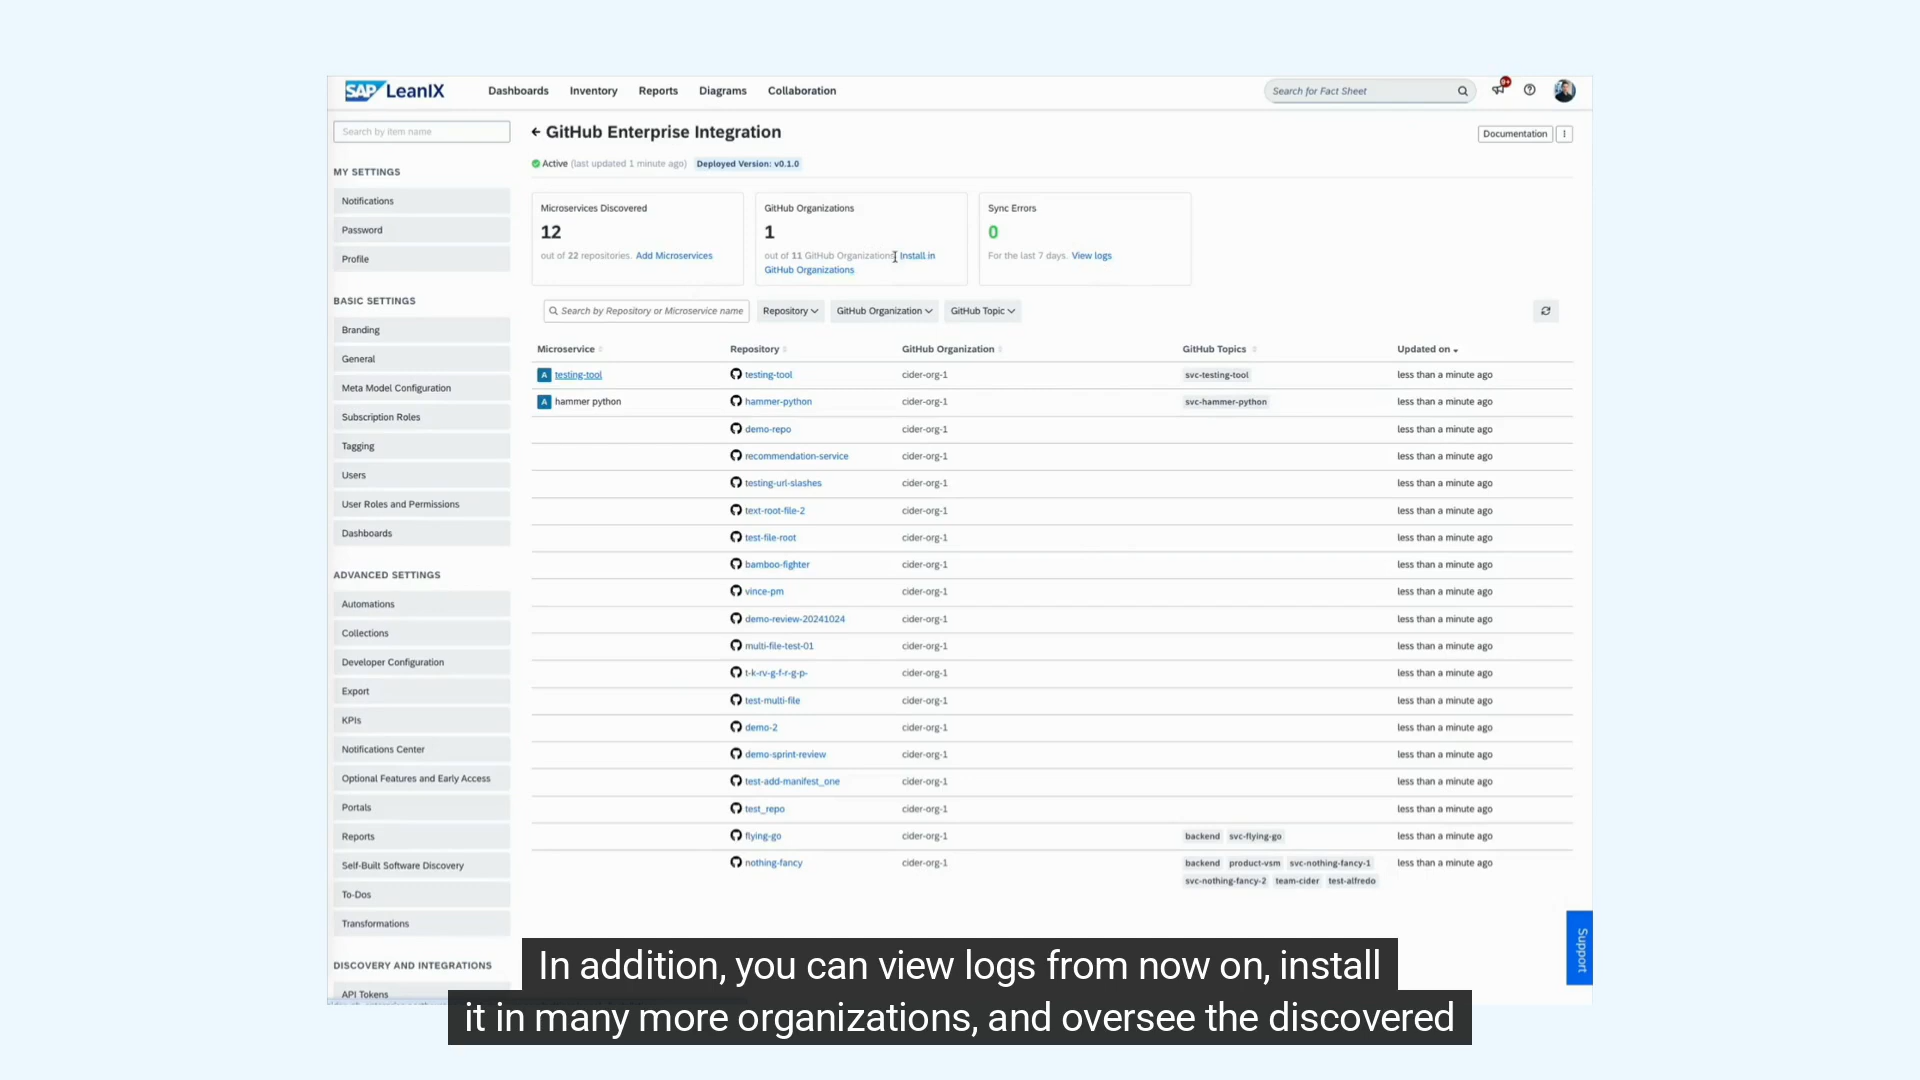 SAP LeanIX
Dashboards Inventory Reports Diagrams Collaboration
Search for Fact Sheet
9+
Search by item name
MY SETTINGS
Notifications
Password
Profile
BASIC SETTINGS
Branding
General
Meta Model Configuration
Subscription Roles
Tagging
Users
User Roles and Permissions
Dashboards
ADVANCED SETTINGS
Automations
Collections
Developer Configuration
Export
KPIs
Notifications Center
Optional Features and Early Access
Portals
Reports
Self-Built Software Discovery
To-Dos
Transformations
DISCOVERY AND INTEGRATIONS
API Tokens
GitHub Enterprise Integration
Documentation
Active (last updated 1 minute ago) Deployed Version: v0.1.0
Microservices Discovered
12
out of 22 repositories. Add Microservices
GitHub Organizations
1
out of 11 GitHub Organizations Install in
GitHub Organizations
Sync Errors
0
For the last 7 days. View logs
Search by Repository or Microservice name Repository GitHub Organization GitHub Topic
Microservice Repository GitHub Organization GitHub Topics Updated on
A testing-tool testing-tool cider-org-1 svc-testing-tool less than a minute ago
A hammer python hammer-python cider-org-1 svc-hammer-python less than a minute ago
demo-repo cider-org-1 less than a minute ago
recommendation-service cider-org-1 less than a minute ago
testing-url-slashes cider-org-1 less than a minute ago
text-root-file-2 cider-org-1 less than a minute ago
test-file-root cider-org-1 less than a minute ago
bamboo-fighter cider-org-1 less than a minute ago
vince-pm cider-org-1 less than a minute ago
demo-review-20241024 cider-org-1 less than a minute ago
multi-file-test-01 cider-org-1 less than a minute ago
t-k-rv-g-f-r-g-p- cider-org-1 less than a minute ago
test-multi-file cider-org-1 less than a minute ago
demo-2 cider-org-1 less than a minute ago
demo-sprint-review cider-org-1 less than a minute ago
test-add-manifest_one cider-org-1 less than a minute ago
test_repo cider-org-1 less than a minute ago
flying-go cider-org-1 backend svc-flying-go less than a minute ago
nothing-fancy cider-org-1 backend product-vsm svc-nothing-fancy-1 less than a minute ago
svc-nothing-fancy-2 team-cider test-alfredo
Support
In addition, you can view logs from now on, install
it in many more organizations, and oversee the discovered